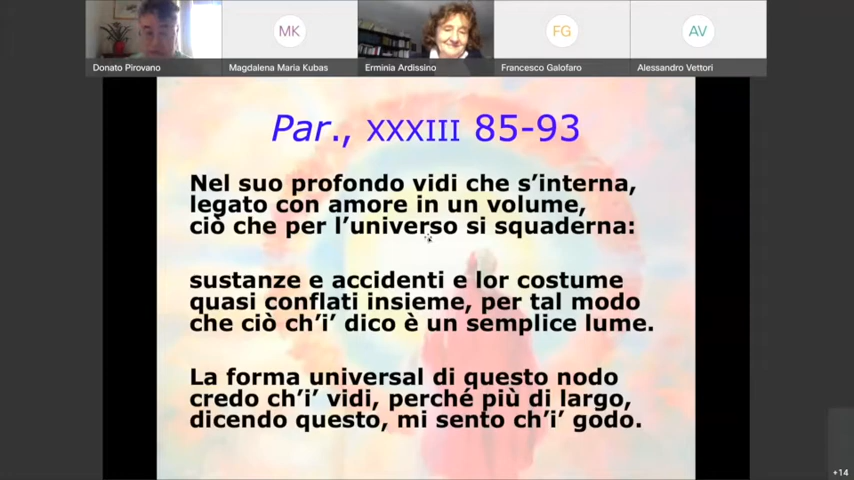 MK
FG
AV
Donato Pirovano
Magdalena Maria Kubas
Erminia Ardissino
Francesco Galofaro
Alessandro Vettori
Par., XXXIII 85-93
Nel suo profondo vidi che s’interna,
legato con amore in un volume,
ciò che per l’universo si squaderna:
sustanze e accidenti e lor costume
quasi conflati insieme, per tal modo
che ciò ch’i’ dico è un semplice lume.
La forma universal di questo nodo
credo ch’i’ vidi, perché più di largo,
dicendo questo, mi sento ch’i’ godo.
+14